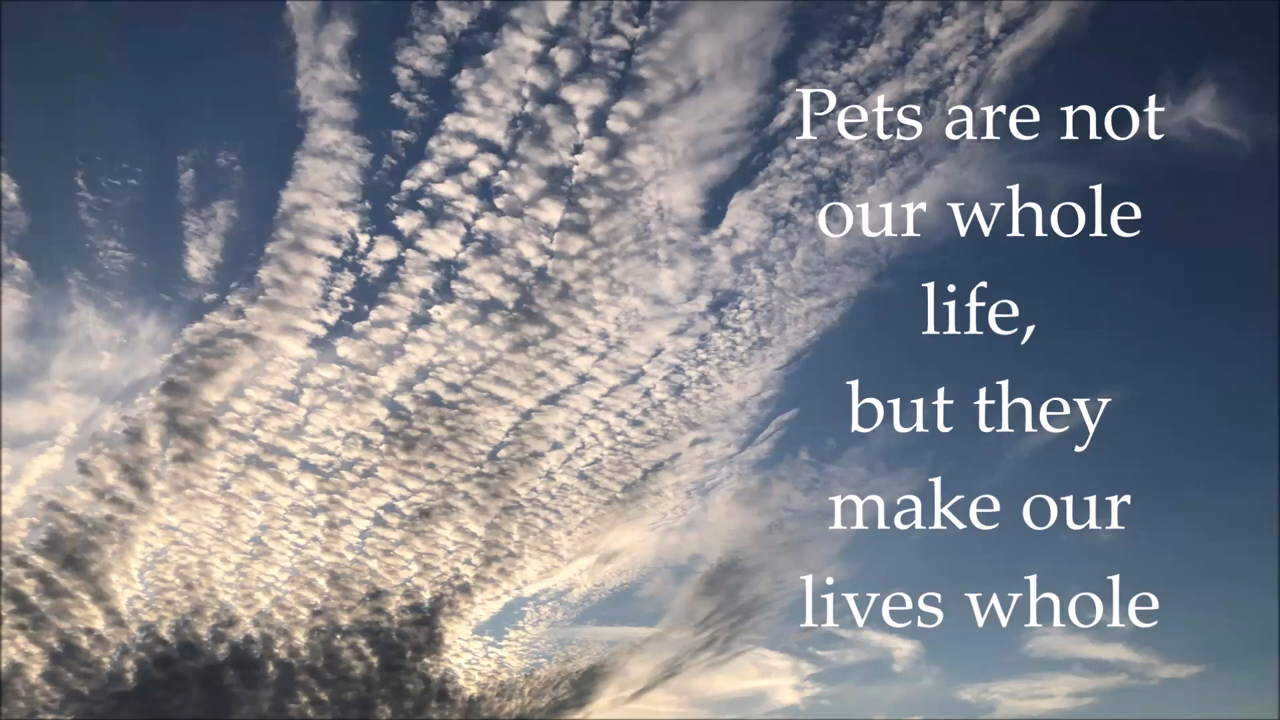 Pets are not
our whole
life,
but they
make our
lives whole